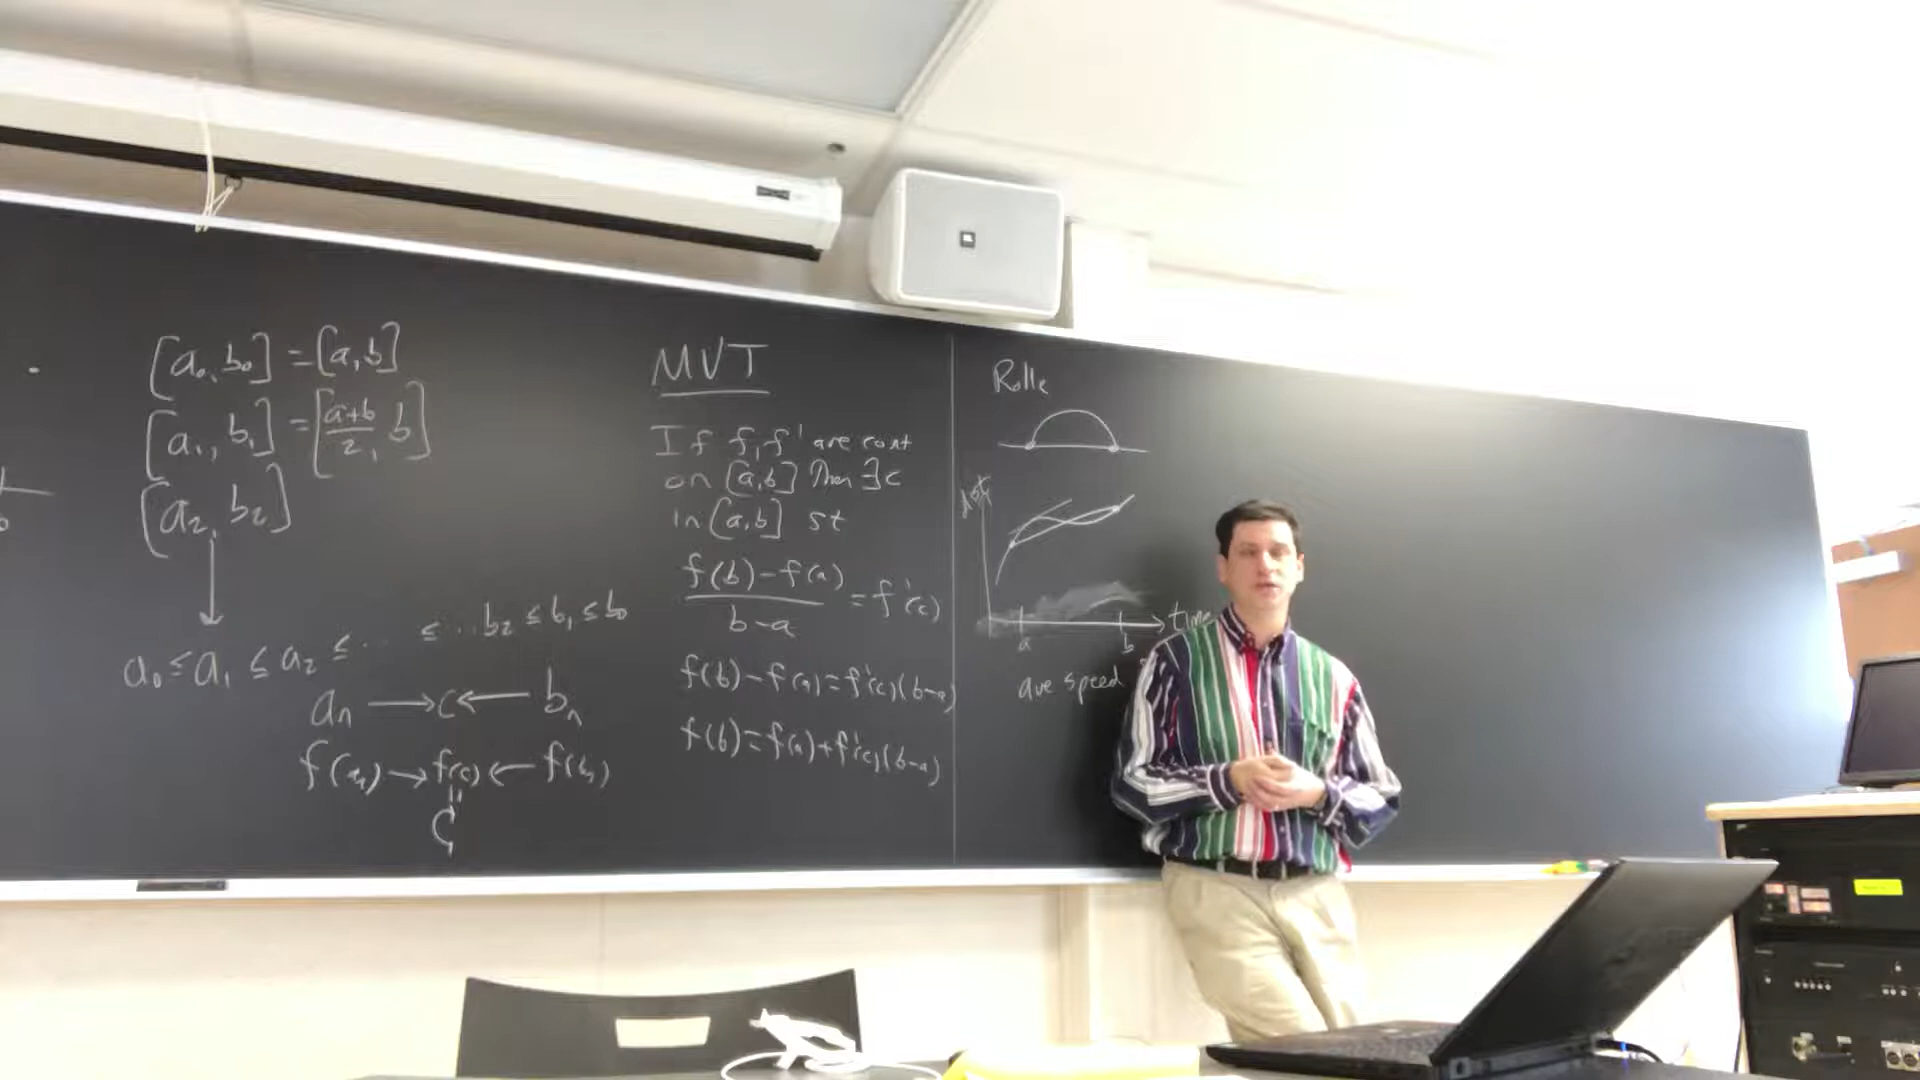 [a₀, b₀] = [a, b]
[a₁, b₁] = [a+b/2, b]
[a₂, b₂]
a₀ ≤ a₁ ≤ a₂ ≤ ... ≤ ... b₂ ≤ b₁ ≤ b₀
aₙ → c ← bₙ
f(aₙ) → f(c) ← f(bₙ)
=
C
MVT
If f, f' are cont
on [a,b] Then ∃ c
in [a,b] st
f(b) - f(a) / b-a = f'(c)
f(b) - f(a) = f'(c)(b-a)
f(b) = f(a) + f'(c)(b-a)
Rolle
dist
time
a b
ave speed